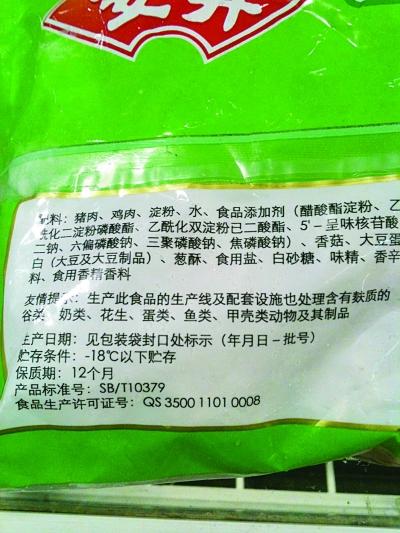 安井
配料：猪肉、鸡肉、淀粉、水、食品添加剂（醋酸酯淀粉、乙
酰化二淀粉磷酸酯、乙酰化双淀粉已二酸酯、5'－呈味核苷酸
二钠、六偏磷酸钠、三聚磷酸钠、焦磷酸钠）、香菇、大豆蛋
白（大豆及大豆制品）、葱酥、食用盐、白砂糖、味精、香辛
料、食用香精香料
友情提示：生产此食品的生产线及配套设施也处理含有麸质的
谷类、奶类、花生、蛋类、鱼类、甲壳类动物及其制品
生产日期：见包装袋封口处标示（年月日－批号）
贮存条件：-18℃以下贮存
保质期：12个月
产品标准号：SB/T10379
食品生产许可证号：QS 3500 1101 0008